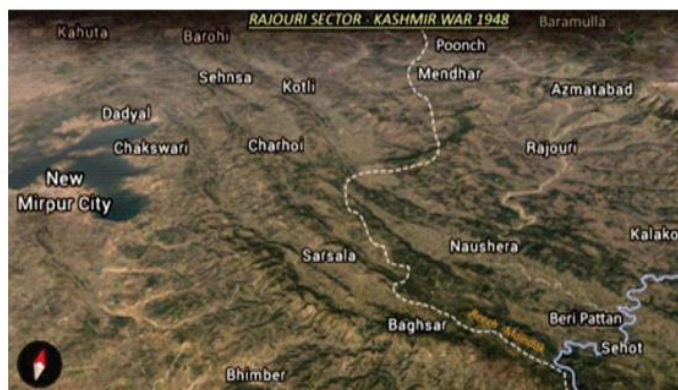 RAJOURI SECTOR - KASHMIR WAR 1948
Kahuta
Barohi
Baramulla
Poonch
Sehnsa
Kotli
Mendhar
Azmatabad
Dadyal
Chakswari
Charhoi
Rajouri
New
Mirpur City
Sarsala
Naushera
Kalako
Baghsar
Beri Pattan
Sehot
Bhimber